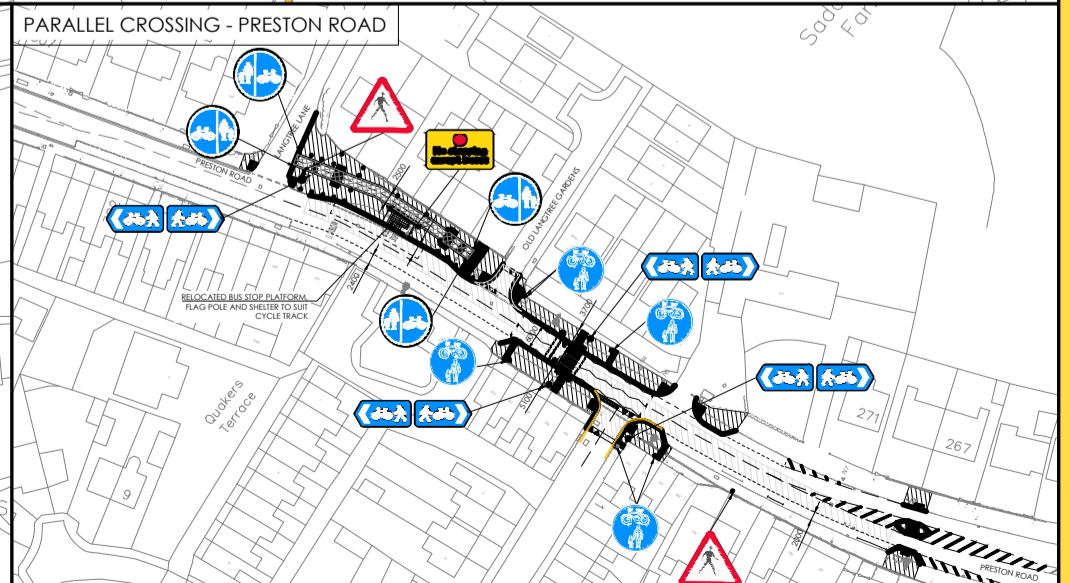 PARALLEL CROSSING - PRESTON ROAD
LANGTREE LANE
PRESTON ROAD
2500
OLD LANGTREE GARDENS
RELOCATED BUS STOP PLATFORM,
FLAG POLE AND SHELTER TO SUIT
CYCLE TRACK
2400
3700
5100
Quakers
Terrace
9
271
267
PRESTON ROAD